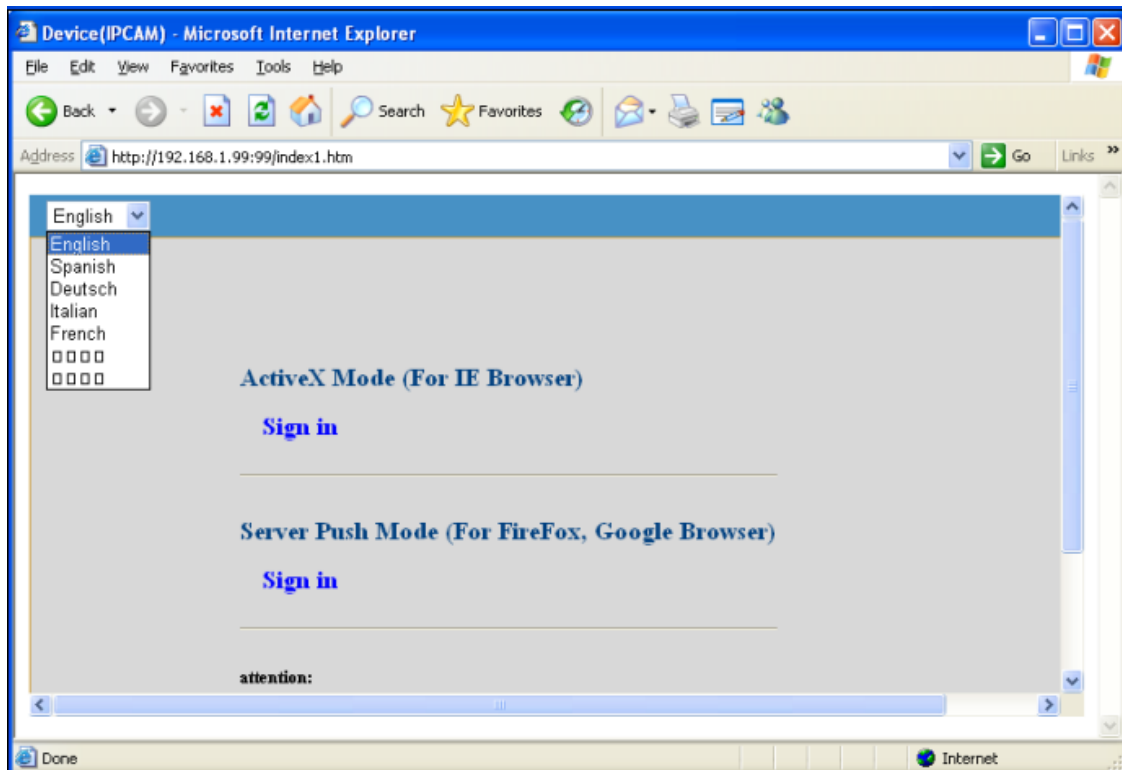 Device(IPCAM) - Microsoft Internet Explorer
File Edit View Favorites Tools Help
Back Search Favorites
Address http://192.168.1.99:99/index1.htm Go Links »
English
English
Spanish
Deutsch
Italian
French
□□□□
□□□□
ActiveX Mode (For IE Browser)
Sign in
Server Push Mode (For FireFox, Google Browser)
Sign in
attention:
Done Internet